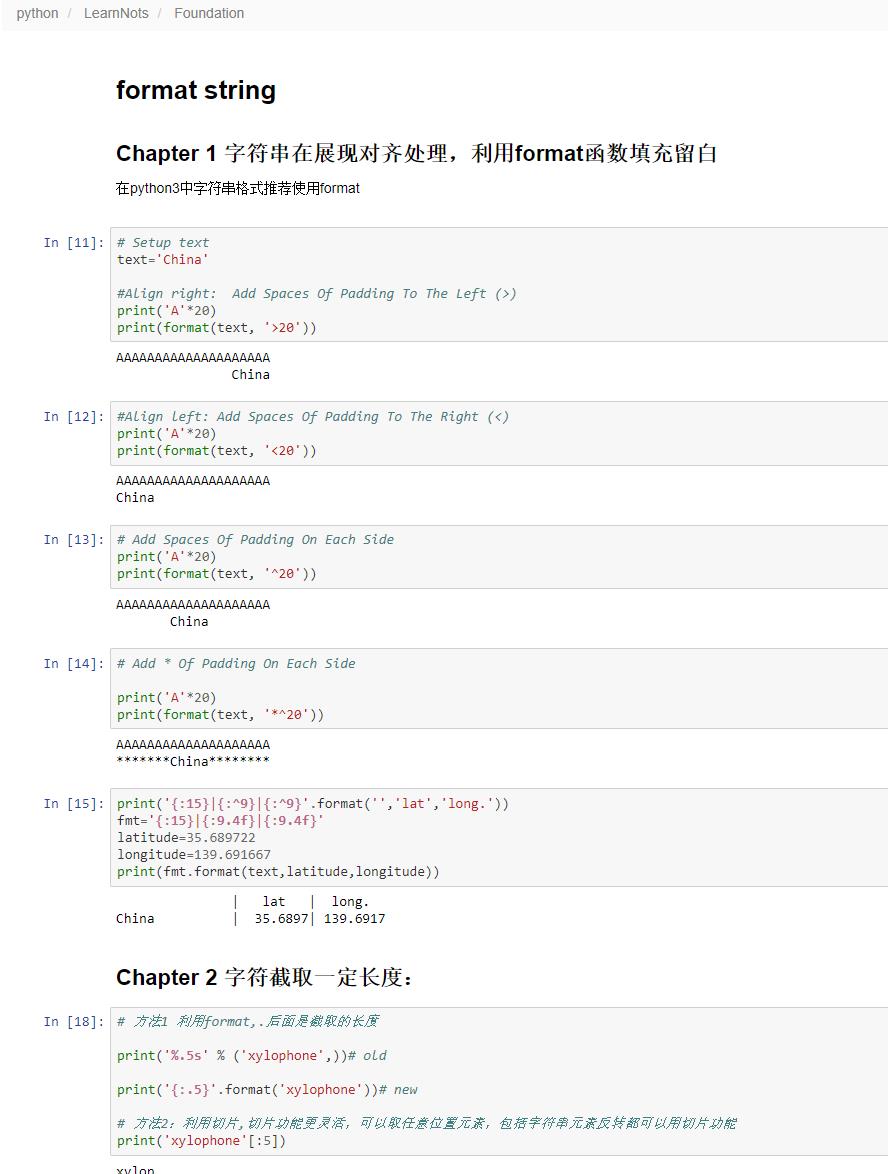 python / LearnNots / Foundation
format string
Chapter 1 字符串在展现对齐处理，利用format函数填充留白
在python3中字符串格式推荐使用format
In [11]: # Setup text
text='China'
#Align right:  Add Spaces Of Padding To The Left (>)
print('A'*20)
print(format(text, '>20'))
AAAAAAAAAAAAAAAAAAAA
               China
In [12]: #Align left: Add Spaces Of Padding To The Right (<)
print('A'*20)
print(format(text, '<20'))
AAAAAAAAAAAAAAAAAAAA
China
In [13]: # Add Spaces Of Padding On Each Side
print('A'*20)
print(format(text, '^20'))
AAAAAAAAAAAAAAAAAAAA
       China
In [14]: # Add * Of Padding On Each Side
print('A'*20)
print(format(text, '*^20'))
AAAAAAAAAAAAAAAAAAAA
*******China********
In [15]: print('{:15}|{:^9}|{:^9}'.format('','lat','long.'))
fmt='{:15}|{:9.4f}|{:9.4f}'
latitude=35.689722
longitude=139.691667
print(fmt.format(text,latitude,longitude))
               |   lat   |  long.
China          |  35.6897| 139.6917
Chapter 2 字符截取一定长度：
In [18]: # 方法1 利用format,.后面是截取的长度
print('%.5s' % ('xylophone',))# old
print('{:.5}'.format('xylophone'))# new
# 方法2：利用切片,切片功能更灵活，可以取任意位置元素，包括字符串元素反转都可以用切片功能
print('xylophone'[:5])
xylop